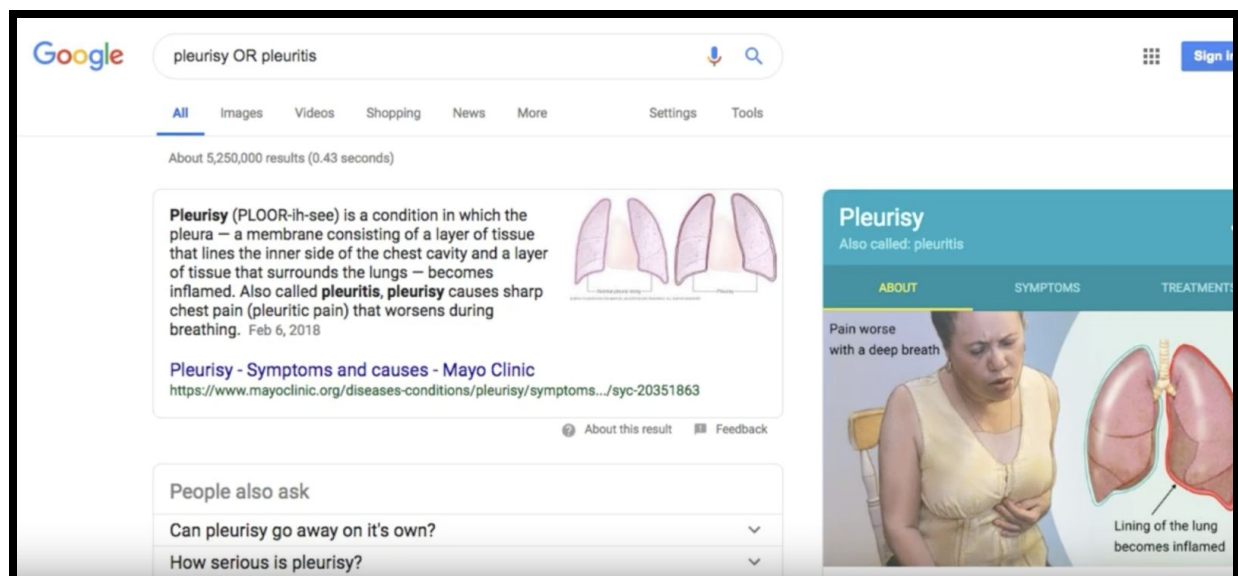 Google
pleurisy OR pleuritis
Sign
All Images Videos Shopping News More Settings Tools
About 5,250,000 results (0.43 seconds)
Pleurisy (PLOOR-ih-see) is a condition in which the
pleura — a membrane consisting of a layer of tissue
that lines the inner side of the chest cavity and a layer
of tissue that surrounds the lungs — becomes
inflamed. Also called pleuritis, pleurisy causes sharp
chest pain (pleuritic pain) that worsens during
breathing. Feb 6, 2018
Pleurisy - Symptoms and causes - Mayo Clinic
https://www.mayoclinic.org/diseases-conditions/pleurisy/symptoms.../syc-20351863
About this result Feedback
People also ask
Can pleurisy go away on it's own?
How serious is pleurisy?
Pleurisy
Also called: pleuritis
ABOUT SYMPTOMS TREATMENTS
Pain worse
with a deep breath
Lining of the lung
becomes inflamed